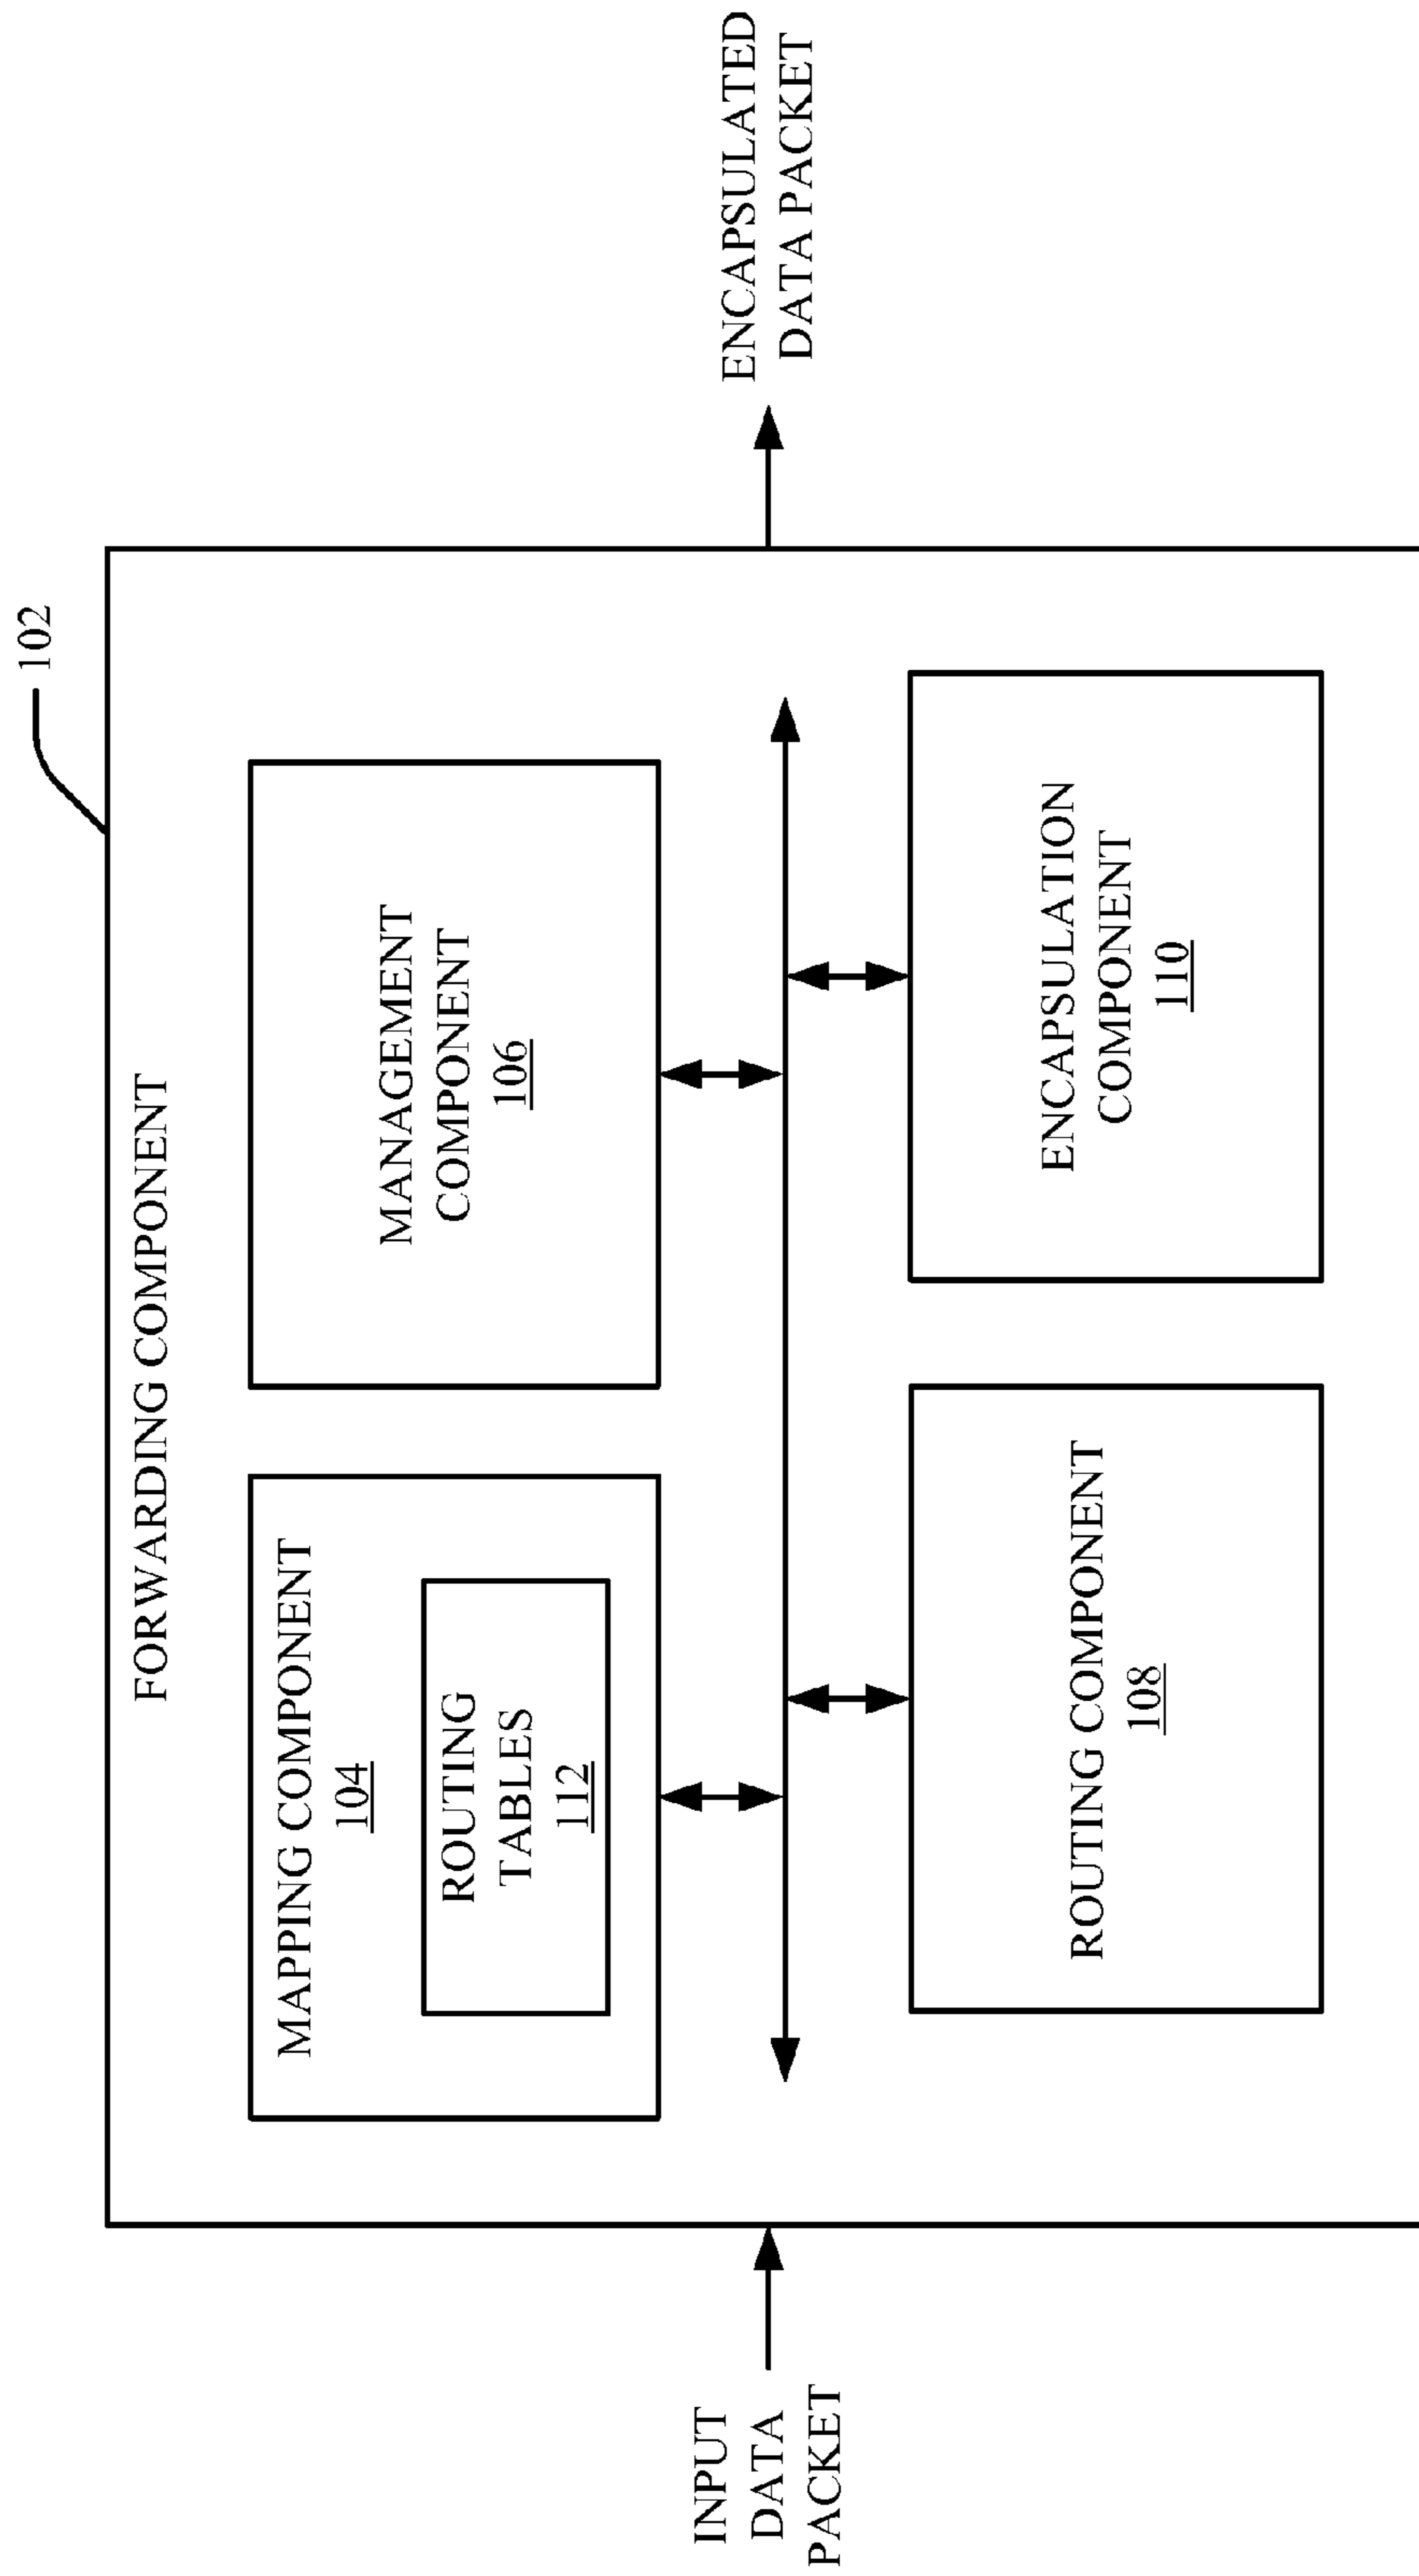 102
FORWARDING COMPONENT
MAPPING COMPONENT
104
ROUTING
TABLES
112
MANAGEMENT
COMPONENT
106
INPUT
DATA
PACKET
ENCAPSULATED
DATA PACKET
ROUTING COMPONENT
108
ENCAPSULATION
COMPONENT
110